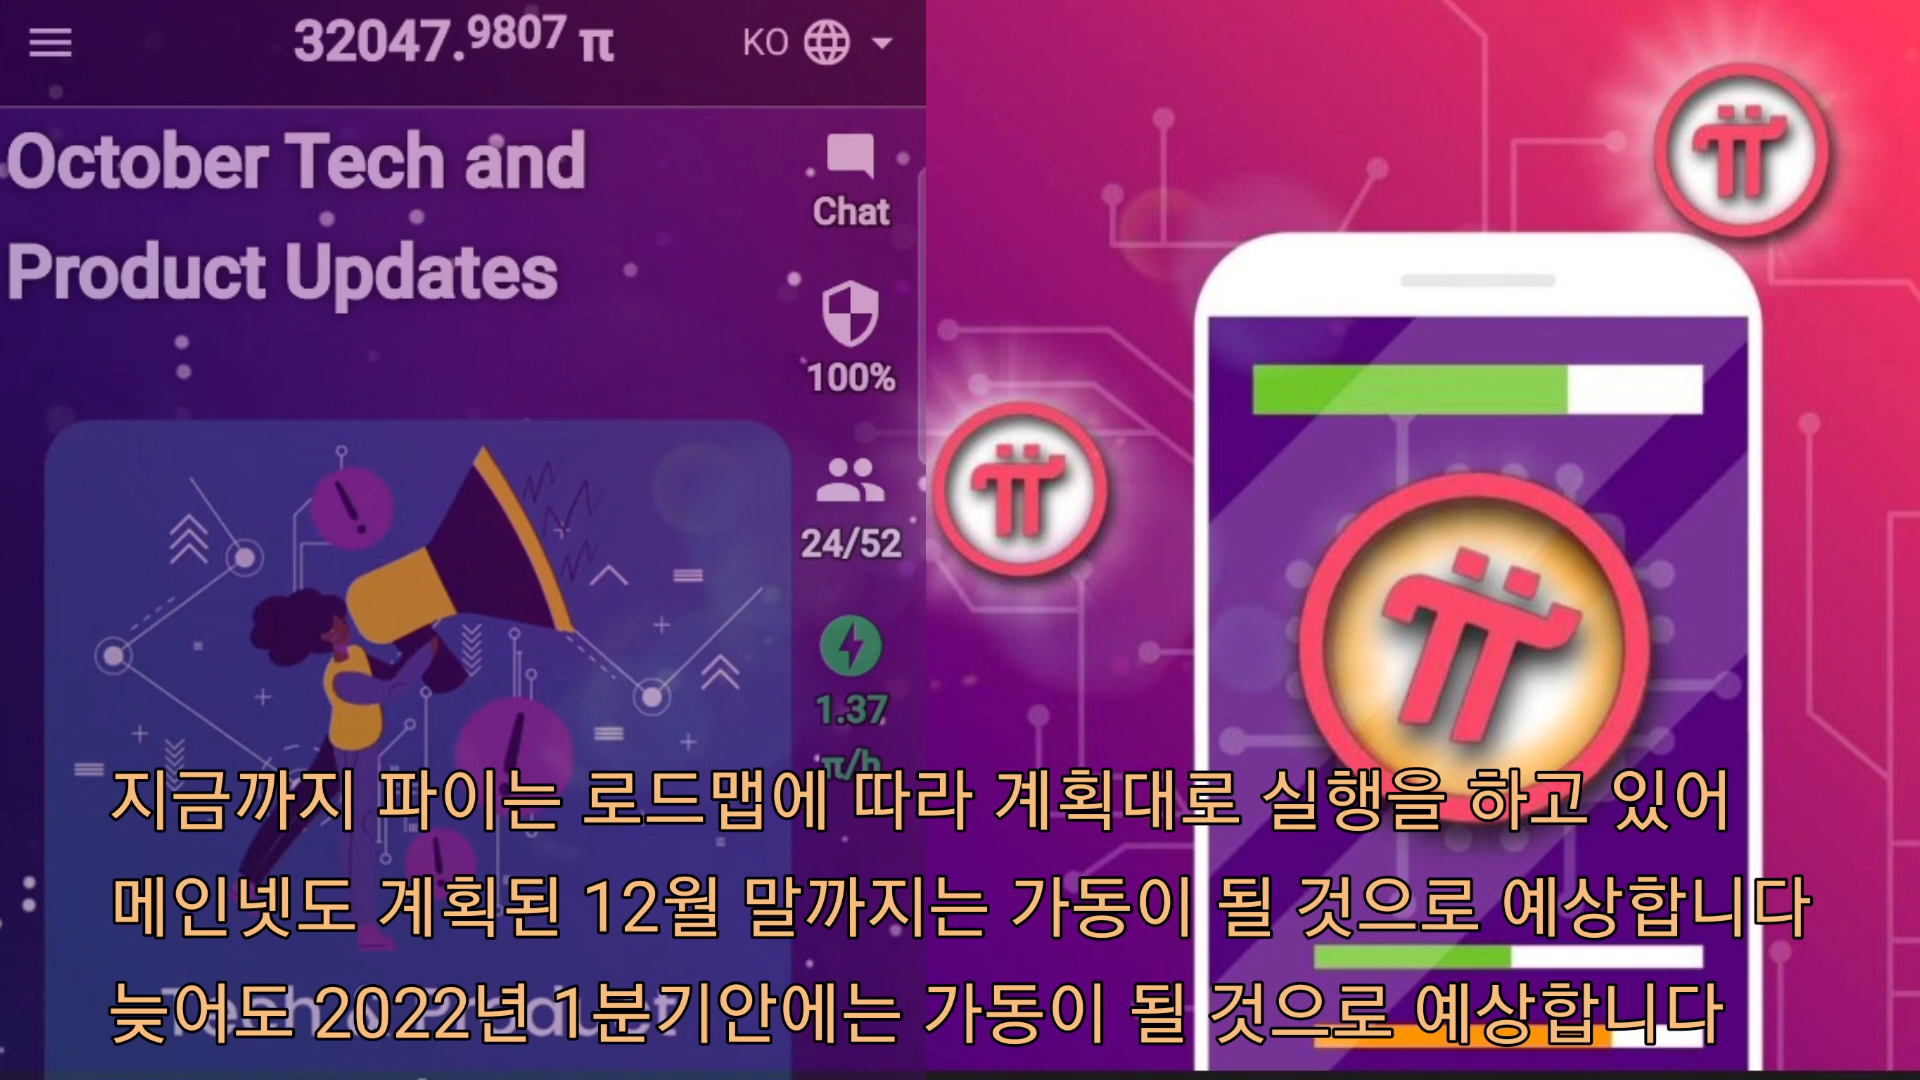 32047.9807 π
KO
October Tech and
Product Updates
Chat
100%
24/52
1.37
π/h
Tech & Product
지금까지 파이는 로드맵에 따라 계획대로 실행을 하고 있어
메인넷도 계획된 12월 말까지는 가동이 될 것으로 예상합니다
늦어도 2022년 1분기안에는 가동이 될 것으로 예상합니다